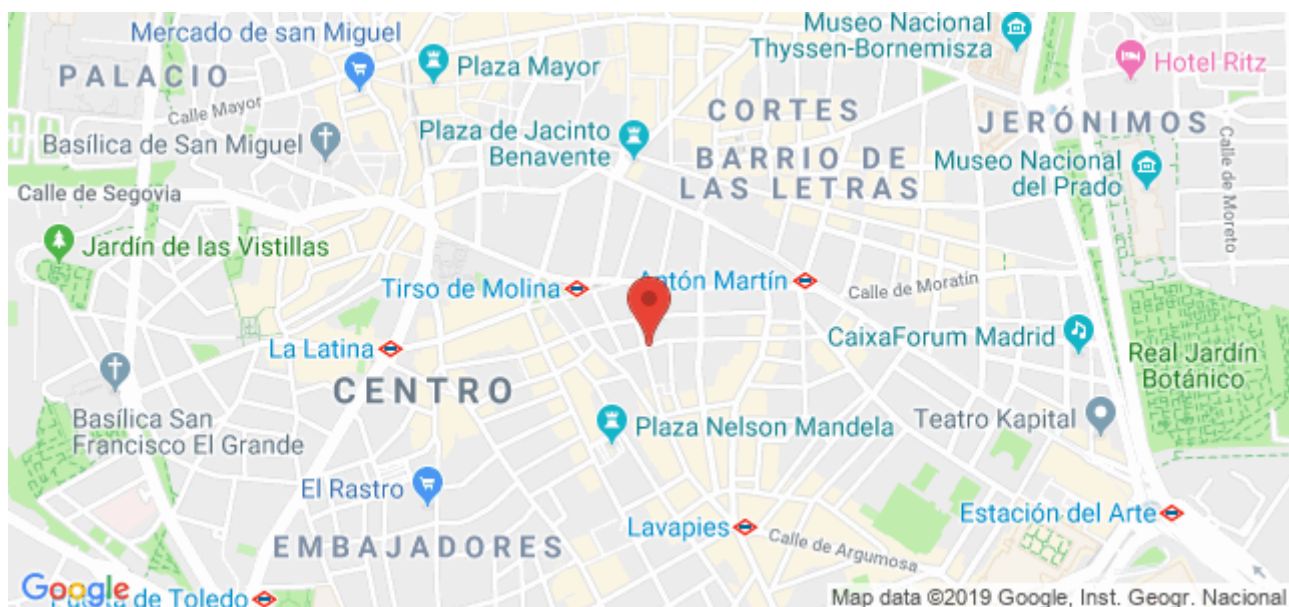 Museo Nacional
Thyssen-Bornemisza
Mercado de san Miguel
Hotel Ritz
Plaza Mayor
PALACIO
Calle Mayor
CORTES
JERÓNIMOS
Plaza de Jacinto
Benavente
Basílica de San Miguel
BARRIO DE
LAS LETRAS
Museo Nacional
del Prado
Calle de Moreto
Calle de Segovia
Jardín de las Vistillas
Tirso de Molina
Antón Martín
Calle de Moratín
CaixaForum Madrid
La Latina
Real Jardín
Botánico
CENTRO
Basílica San
Francisco El Grande
Plaza Nelson Mandela
Teatro Kapital
El Rastro
Estación del Arte
Lavapies
Calle de Argumosa
EMBAJADORES
Google
Puerta de Toledo
Map data ©2019 Google, Inst. Geogr. Nacional